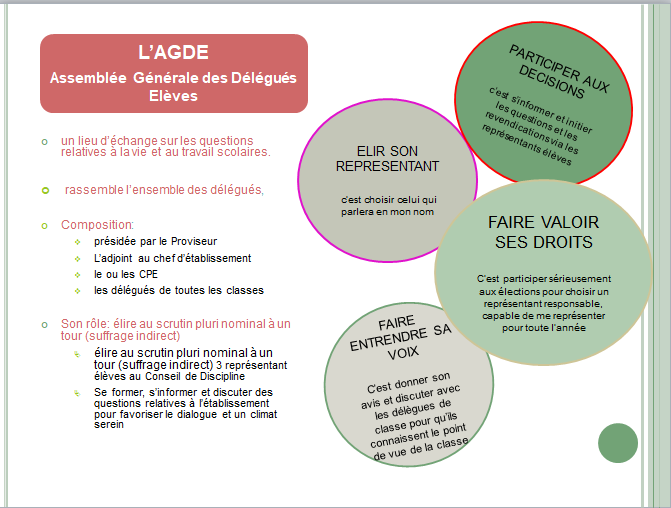 L'AGDE
Assemblée Générale des Délégués
Elèves
un lieu d'échange sur les questions
relatives à la vie et au travail scolaires.
rassemble l'ensemble des délégués,
Composition:
présidée par le Proviseur
L'adjoint au chef d'établissement
le ou les CPE
les délégués de toutes les classes
Son rôle: élire au scrutin pluri nominal à un
tour (suffrage indirect)
élire au scrutin pluri nominal à un
tour (suffrage indirect) 3 représentant
élèves au Conseil de Discipline
Se former, s'informer et discuter des
questions relatives à l'établissement
pour favoriser le dialogue et un climat
serein
PARTICIPER AUX
DECISIONS
c'est s'informer et initier
les questions et les
revendications via les
représentants élèves
ELIR SON
REPRESENTANT
c'est choisir celui qui
parlera en mon nom
FAIRE VALOIR
SES DROITS
C'est participer sérieusement
aux élections pour choisir un
représentant responsable,
capable de me représenter
pour toute l'année
FAIRE
ENTRENDRE SA
VOIX
C'est donner son
avis et discuter avec
les délègues de
classe pour qu'ils
connaissent le point
de vue de la classe